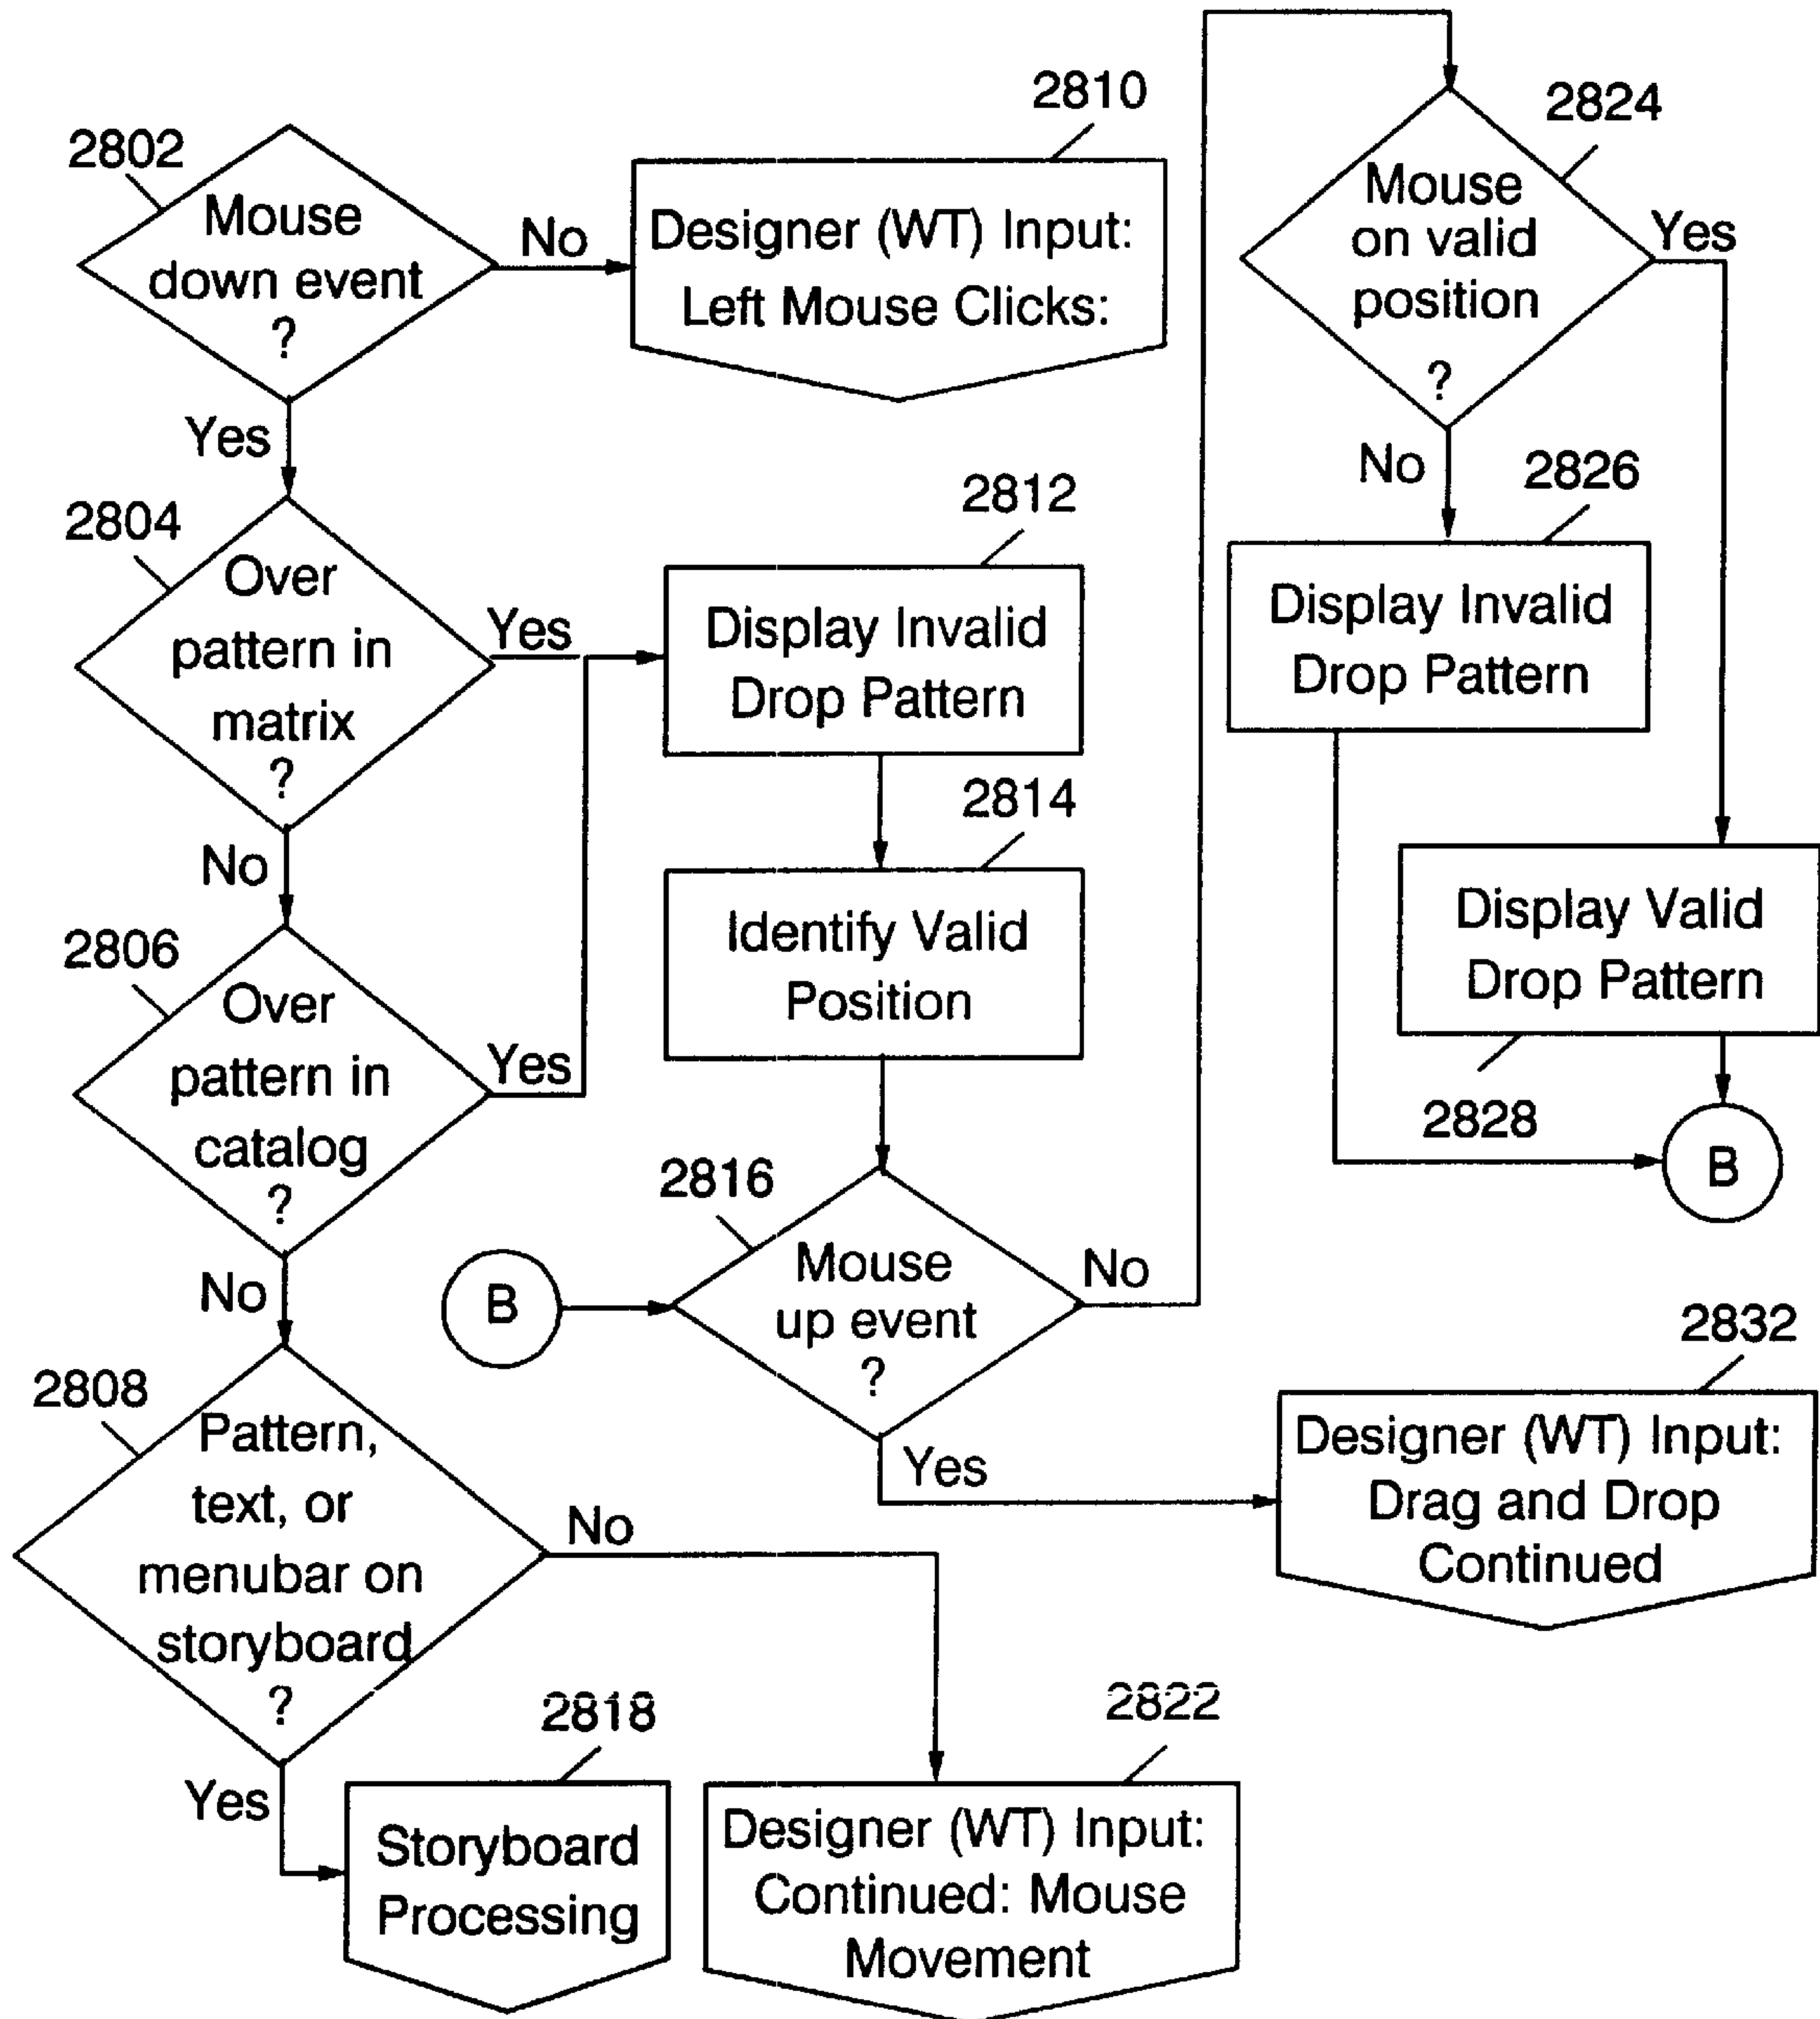 2802
Mouse
down event
?
No
2810
Designer (WT) Input:
Left Mouse Clicks:
Yes
2804
Over
pattern in
matrix
?
Yes
2812
Display Invalid
Drop Pattern
No
2814
Identify Valid
Position
2806
Over
pattern in
catalog
?
Yes
No
2816
B
Mouse
up event
?
No
Yes
2808
Pattern,
text, or
menubar on
storyboard
?
No
Yes
2818
Storyboard
Processing
2822
Designer (WT) Input:
Continued: Mouse
Movement
2824
Mouse
on valid
position
?
Yes
No
2826
Display Invalid
Drop Pattern
Display Valid
Drop Pattern
2828
B
2832
Designer (WT) Input:
Drag and Drop
Continued